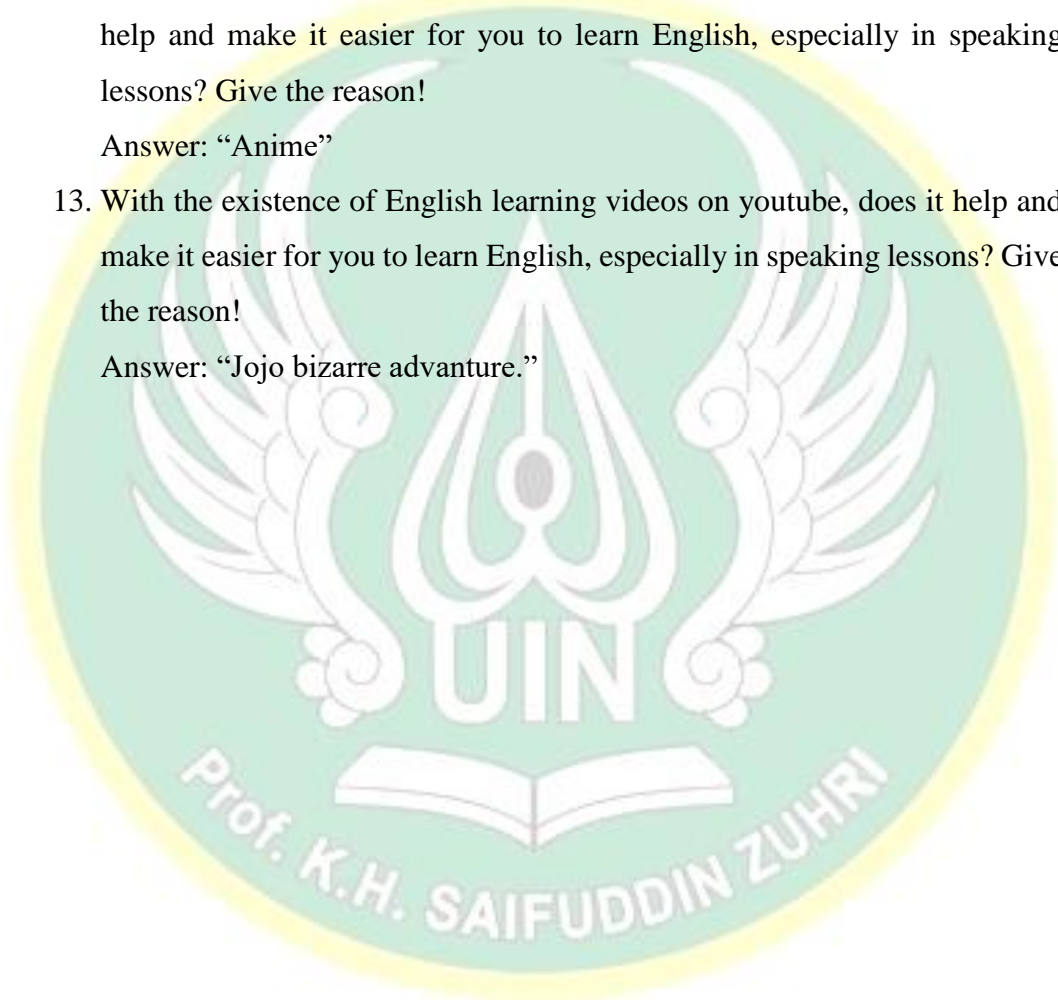 help and make it easier for you to learn English, especially in speaking
lessons? Give the reason!
Answer: “Anime”
13. With the existence of English learning videos on youtube, does it help and
make it easier for you to learn English, especially in speaking lessons? Give
the reason!
Answer: “Jojo bizarre advanture.”
UIN
Prof. K.H. SAIFUDDIN ZUHRI